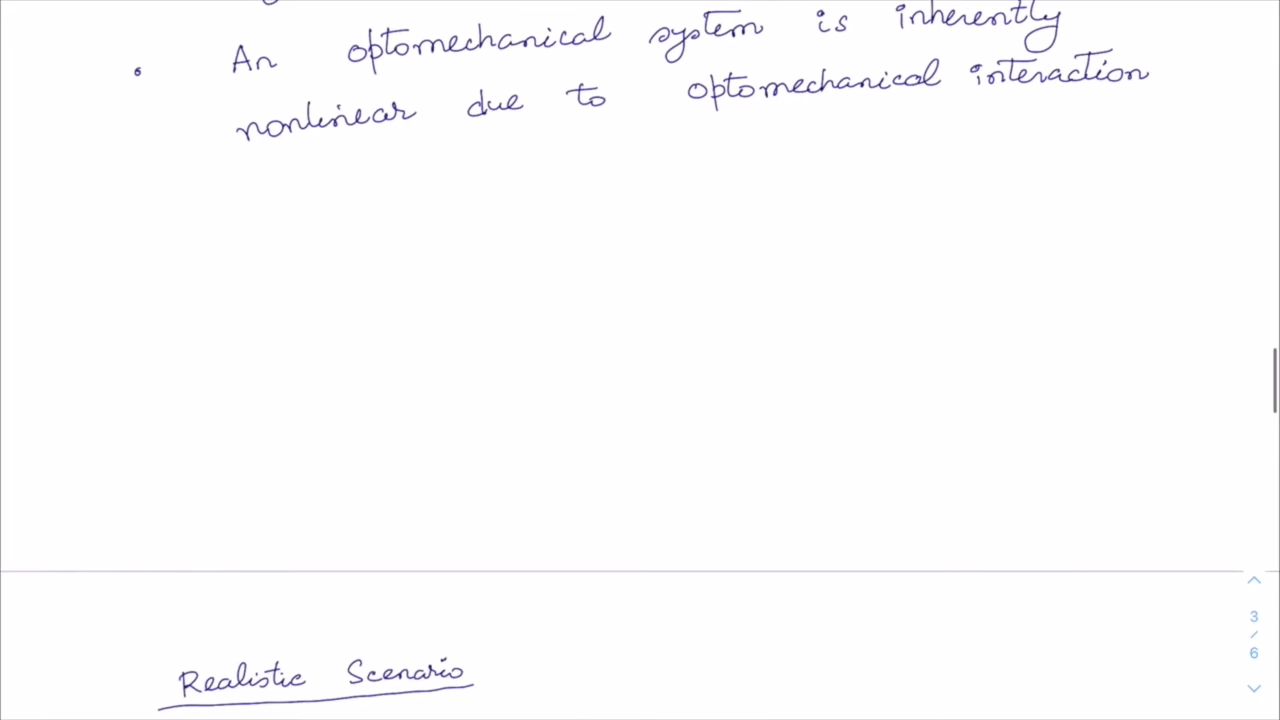 • An optomechanical system is inherently
nonlinear due to optomechanical interaction
3
/
6
Realistic Scenario